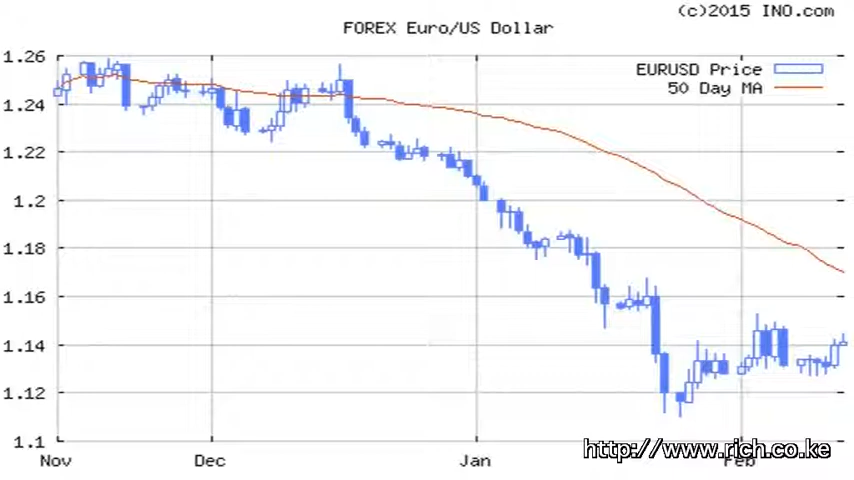 (c)2015 INO.com
FOREX Euro/US Dollar
EURUSD Price
50 Day MA
1.26
1.24
1.22
1.2
1.18
1.16
1.14
1.12
1.1
Nov Dec Jan Feb
http://www.rich.co.ke